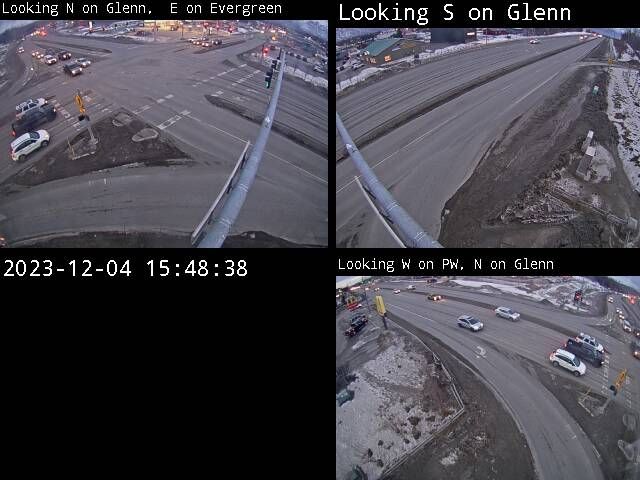 Looking N on Glenn,  E on Evergreen
Looking S on Glenn
2023-12-04 15:48:38
Looking W on PW, N on Glenn